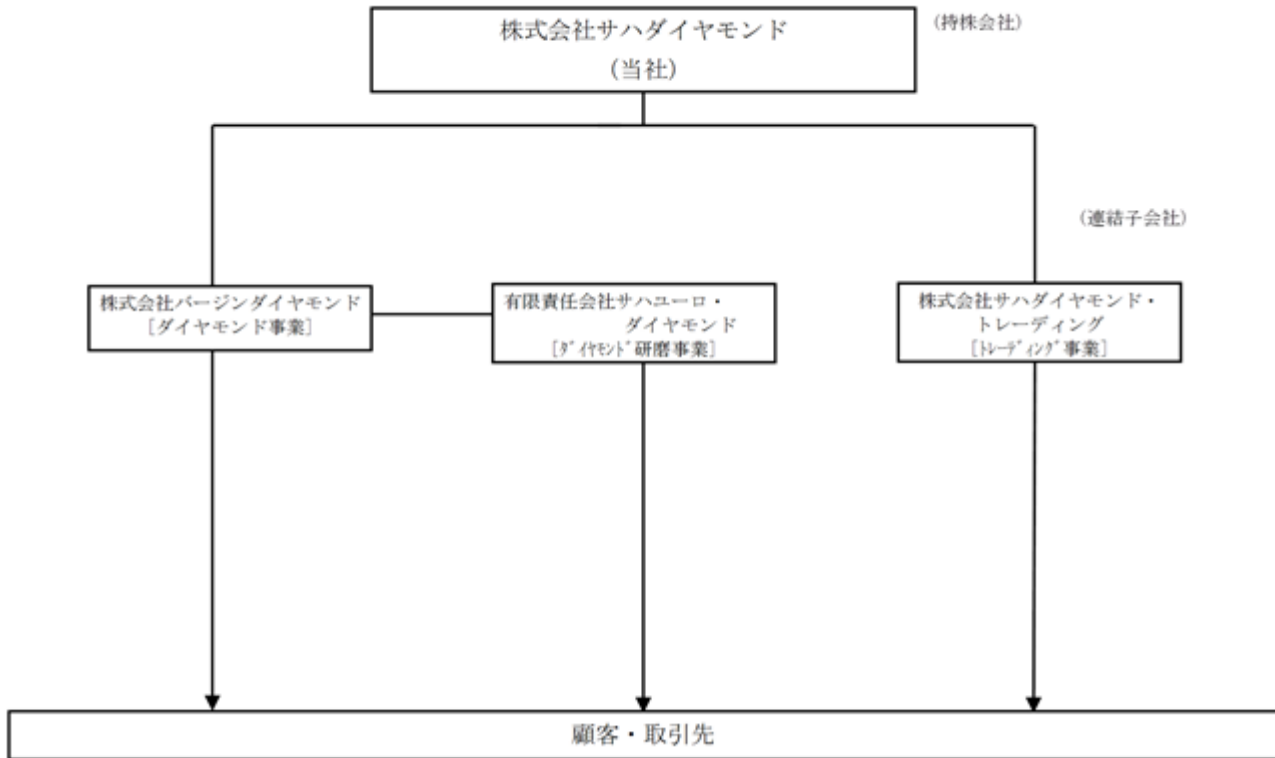 株式会社サハダイヤモンド
(当社)
(持株会社)
(連結子会社)
株式会社バージンダイヤモンド
[ダイヤモンド事業]
有限責任会社サハユーロ・
ダイヤモンド
[ﾀﾞｲﾔﾓﾝﾄﾞ研磨事業]
株式会社サハダイヤモンド・
トレーディング
[ﾄﾚｰﾃﾞｨﾝｸﾞ事業]
顧客・取引先